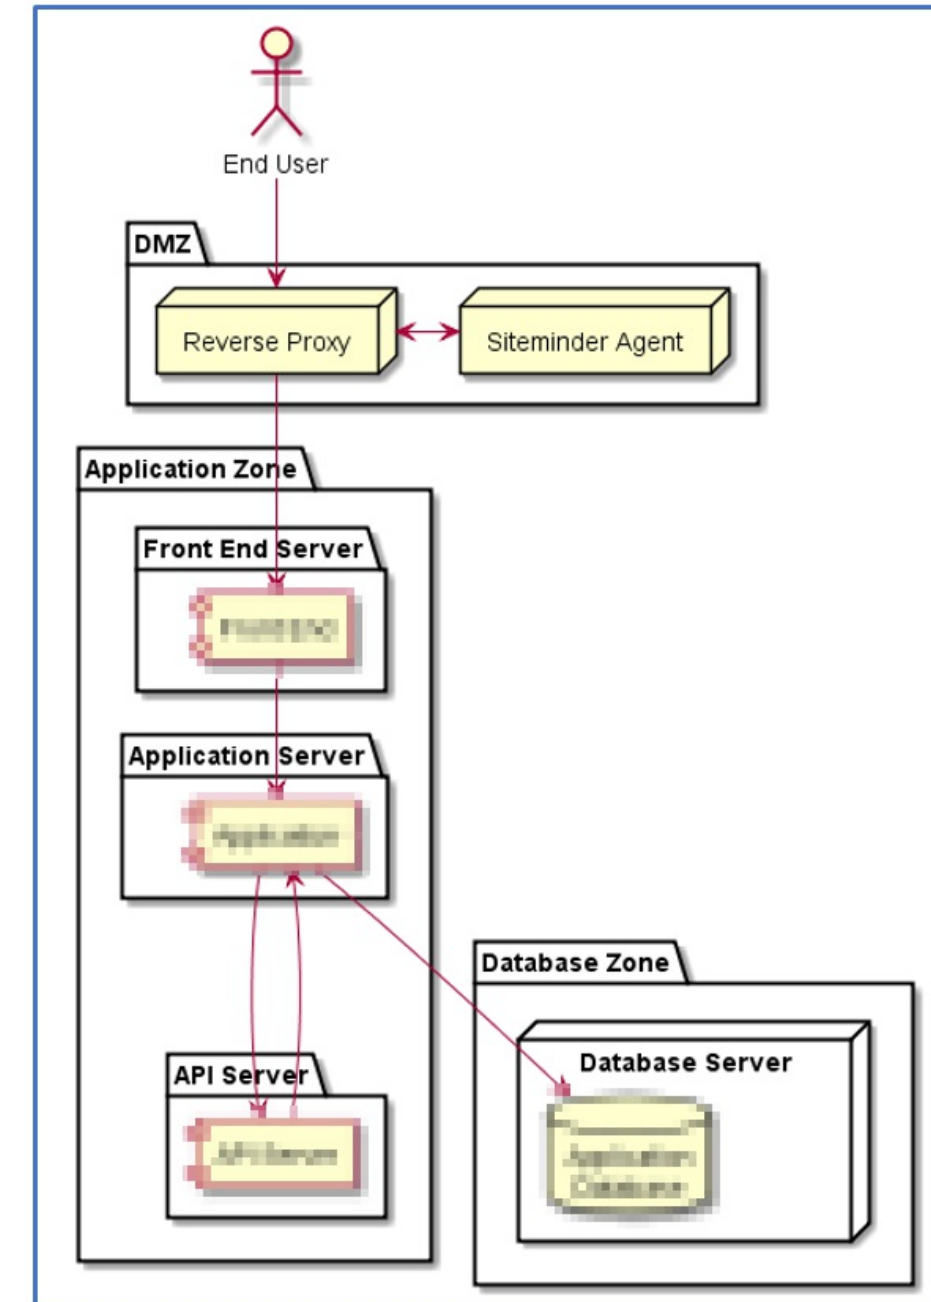 End User
DMZ
Reverse Proxy
Siteminder Agent
Application Zone
Front End Server
Application Server
Database Zone
Database Server
API Server